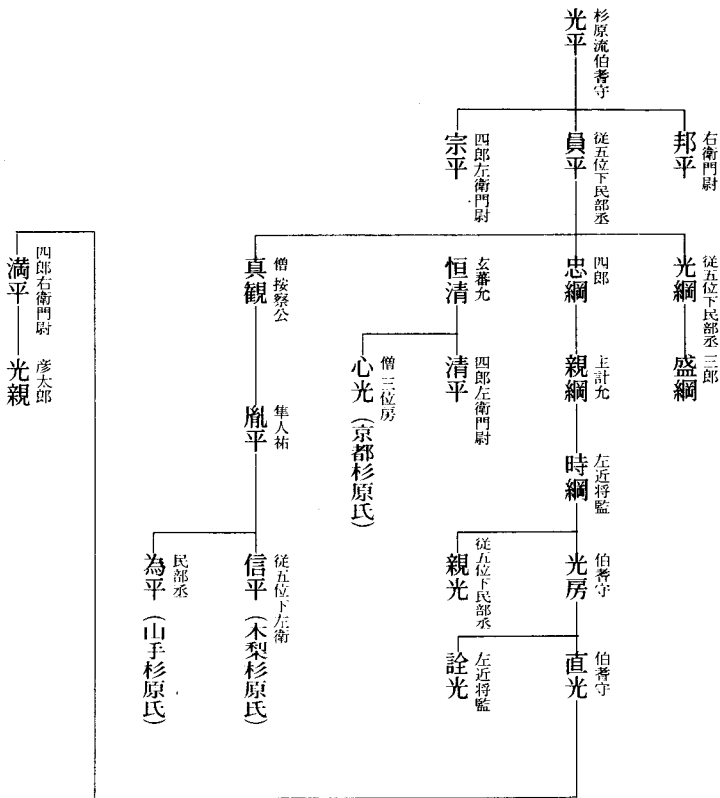 杉原流伯耆守
光平
右衛門尉
邦平
従五位下民部丞
員平
四郎左衛門尉
宗平
従五位下民部丞
光綱
三郎
盛綱
四郎
忠綱
主計允
親綱
左近将監
時綱
伯耆守
光房
従五位下民部丞
親光
伯耆守
直光
左近将監
詮光
玄蕃允
恒清
四郎左衛門尉
清平
僧 三位房
心光(京都杉原氏)
僧 按察公
真観
隼人祐
胤平
従五位下左衛
信平(木梨杉原氏)
民部丞
為平(山手杉原氏)
四郎右衛門尉
満平
彦太郎
光親